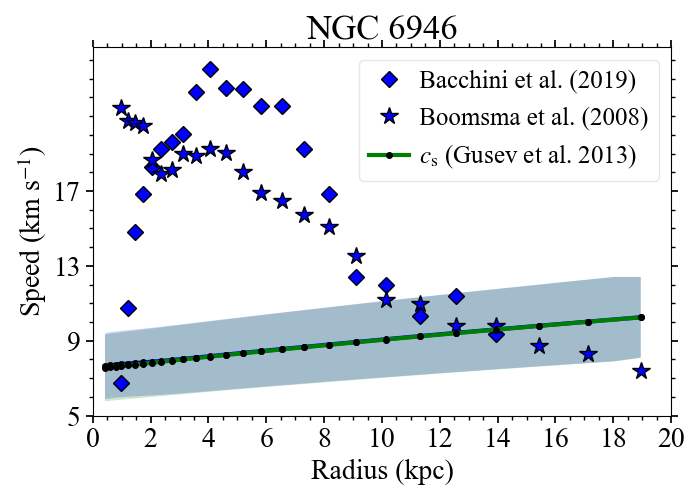 NGC 6946
Bacchini et al. (2019)
Boomsma et al. (2008)
c_s (Gusev et al. 2013)
Speed (km s⁻¹)
17
13
9
5
0 2 4 6 8 10 12 14 16 18 20
Radius (kpc)